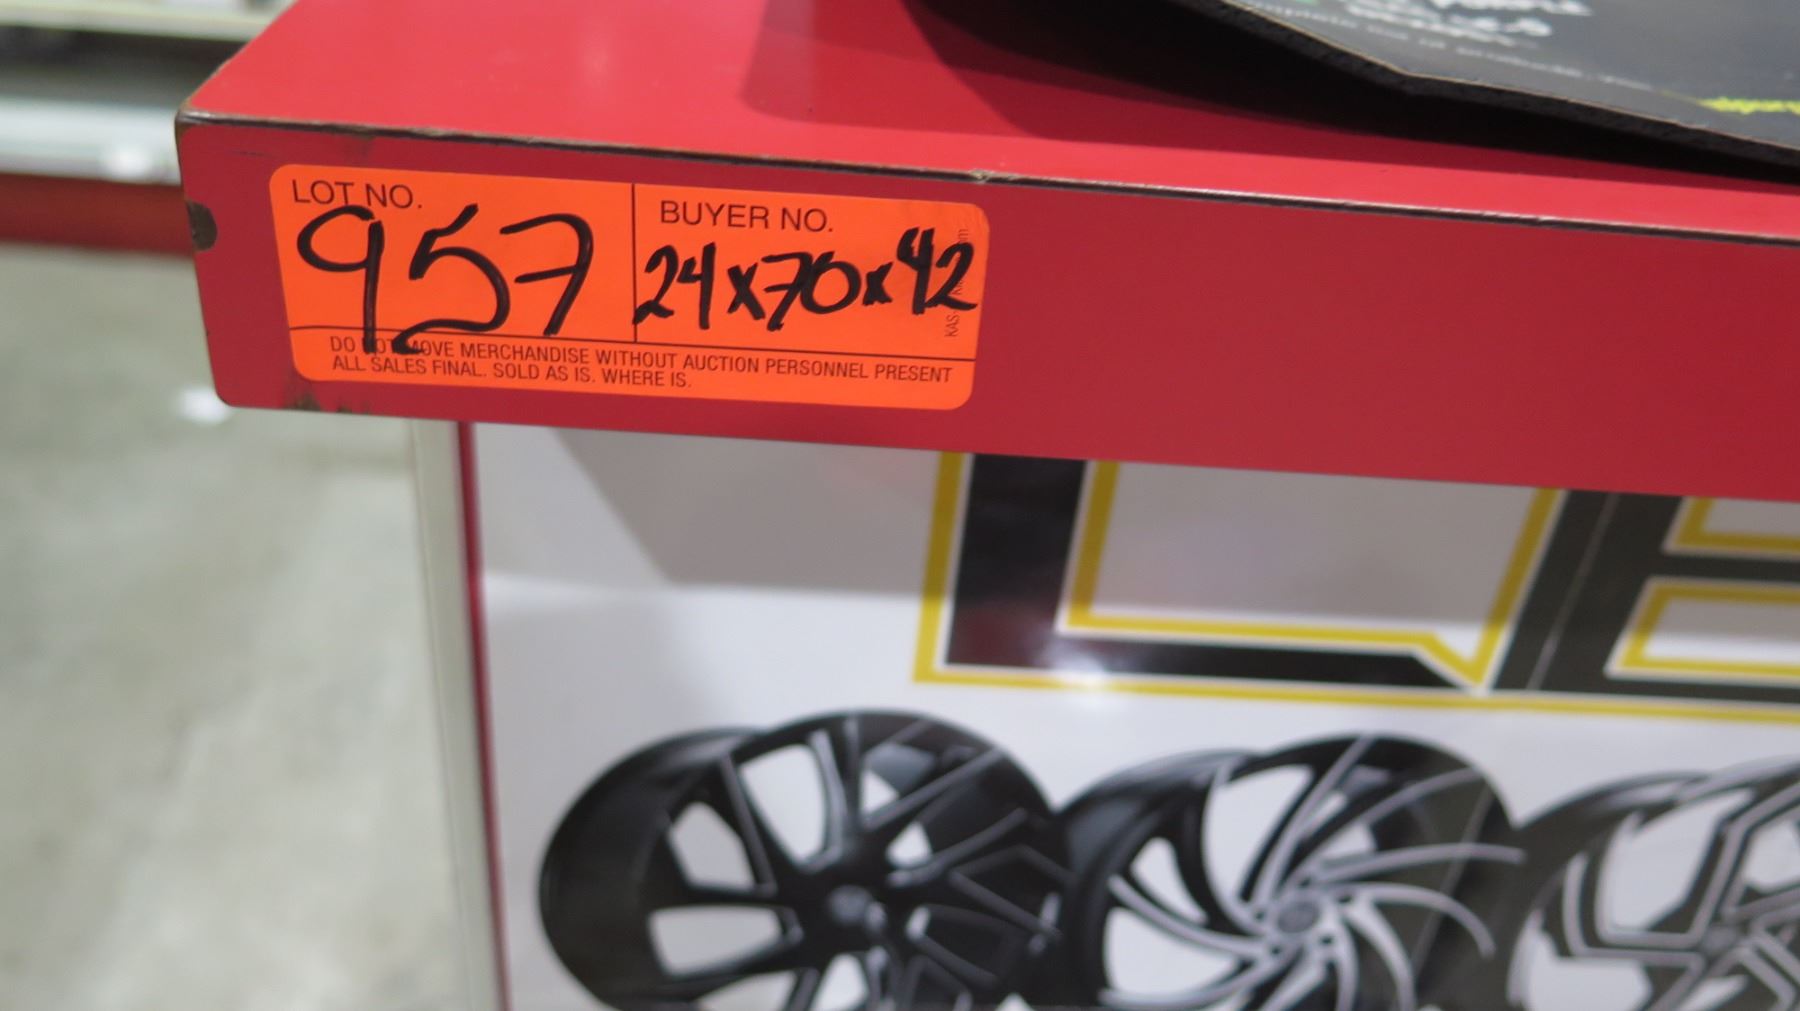 LOT NO.
957
BUYER NO.
24x70x42
DO NOT MOVE MERCHANDISE WITHOUT AUCTION PERSONNEL PRESENT
ALL SALES FINAL. SOLD AS IS. WHERE IS.